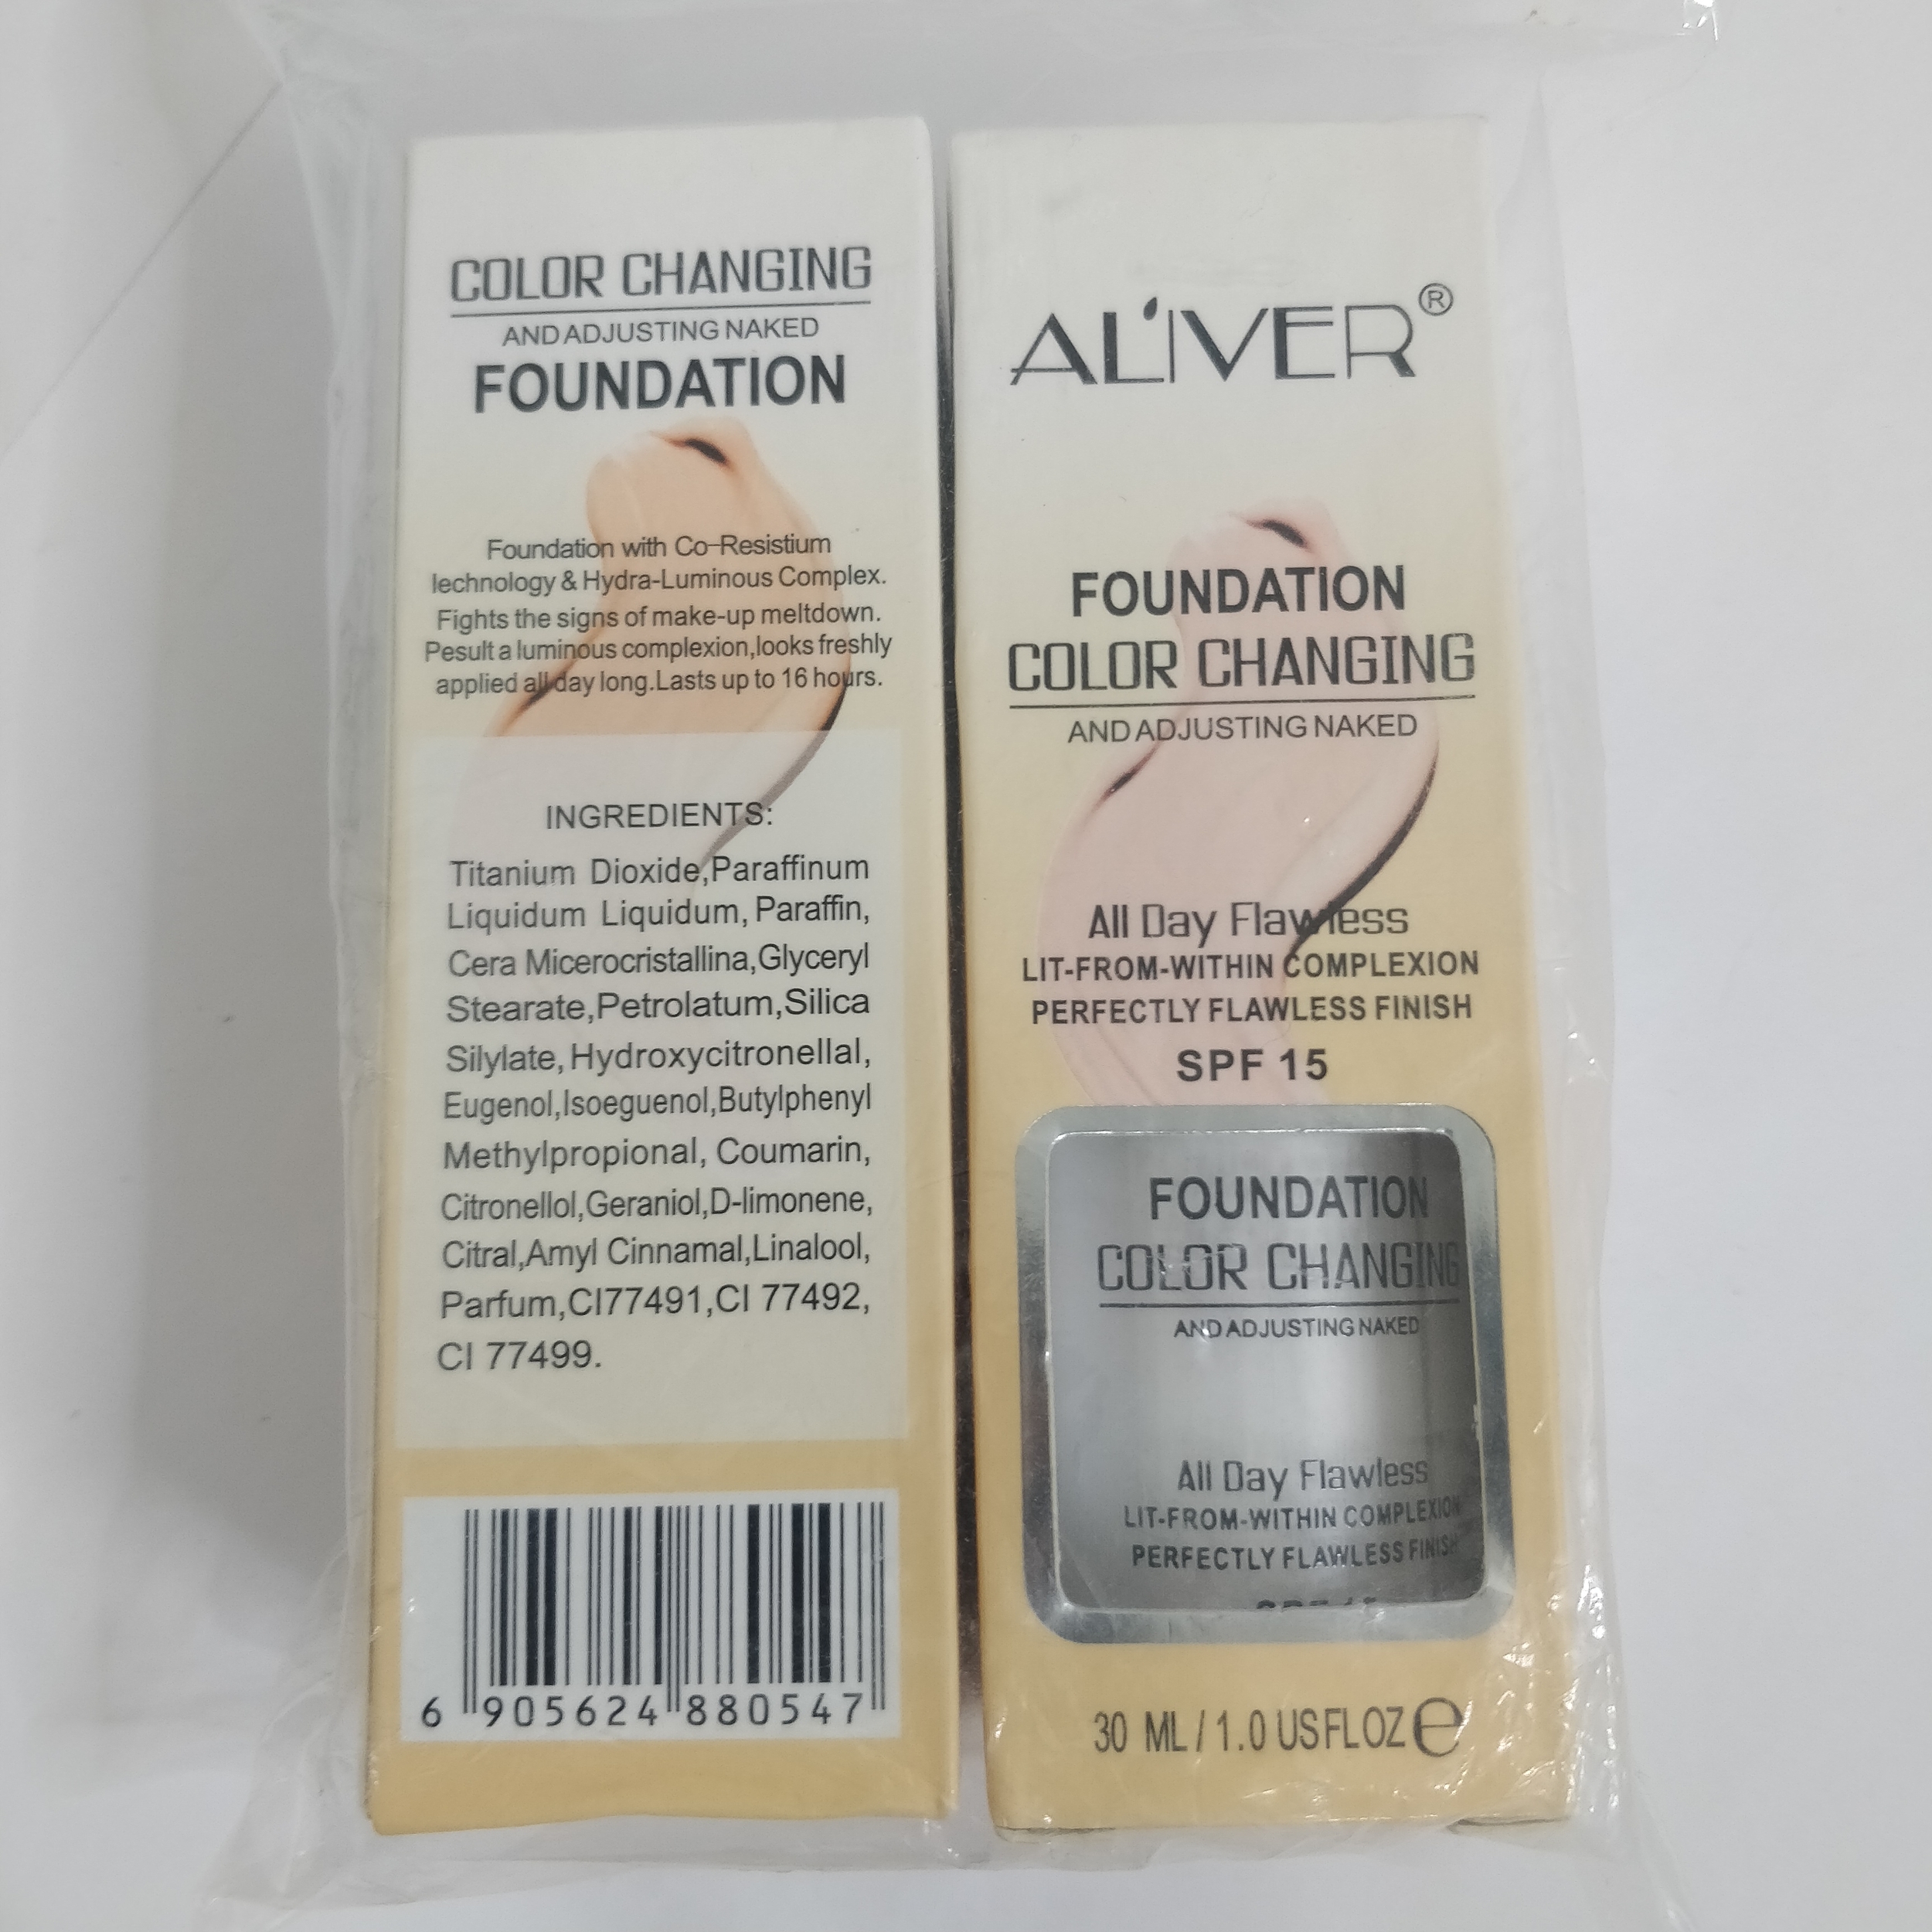 COLOR CHANGING
AND ADJUSTING NAKED
FOUNDATION
Foundation with Co-Resistium
lechnology & Hydra-Luminous Complex.
Fights the signs of make-up meltdown.
Pesult a luminous complexion,looks freshly
applied all day long.Lasts up to 16 hours.
INGREDIENTS:
Titanium Dioxide,Paraffinum
Liquidum Liquidum, Paraffin,
Cera Micerocristallina,Glyceryl
Stearate,Petrolatum,Silica
Silylate, Hydroxycitronellal,
Eugenol,Isoeguenol,Butylphenyl
Methylpropional, Coumarin,
Citronellol,Geraniol,D-limonene,
Citral,Amyl Cinnamal,Linalool,
Parfum,CI77491,CI 77492,
CI 77499.
6 905624 880547
AL'IVER®
FOUNDATION
COLOR CHANGING
AND ADJUSTING NAKED
All Day Flawless
LIT-FROM-WITHIN COMPLEXION
PERFECTLY FLAWLESS FINISH
SPF 15
FOUNDATION
COLOR CHANGING
AND ADJUSTING NAKED
All Day Flawless
LIT-FROM-WITHIN COMPLEXION
PERFECTLY FLAWLESS FINISH
30 ML / 1.0 US FL OZ ℮